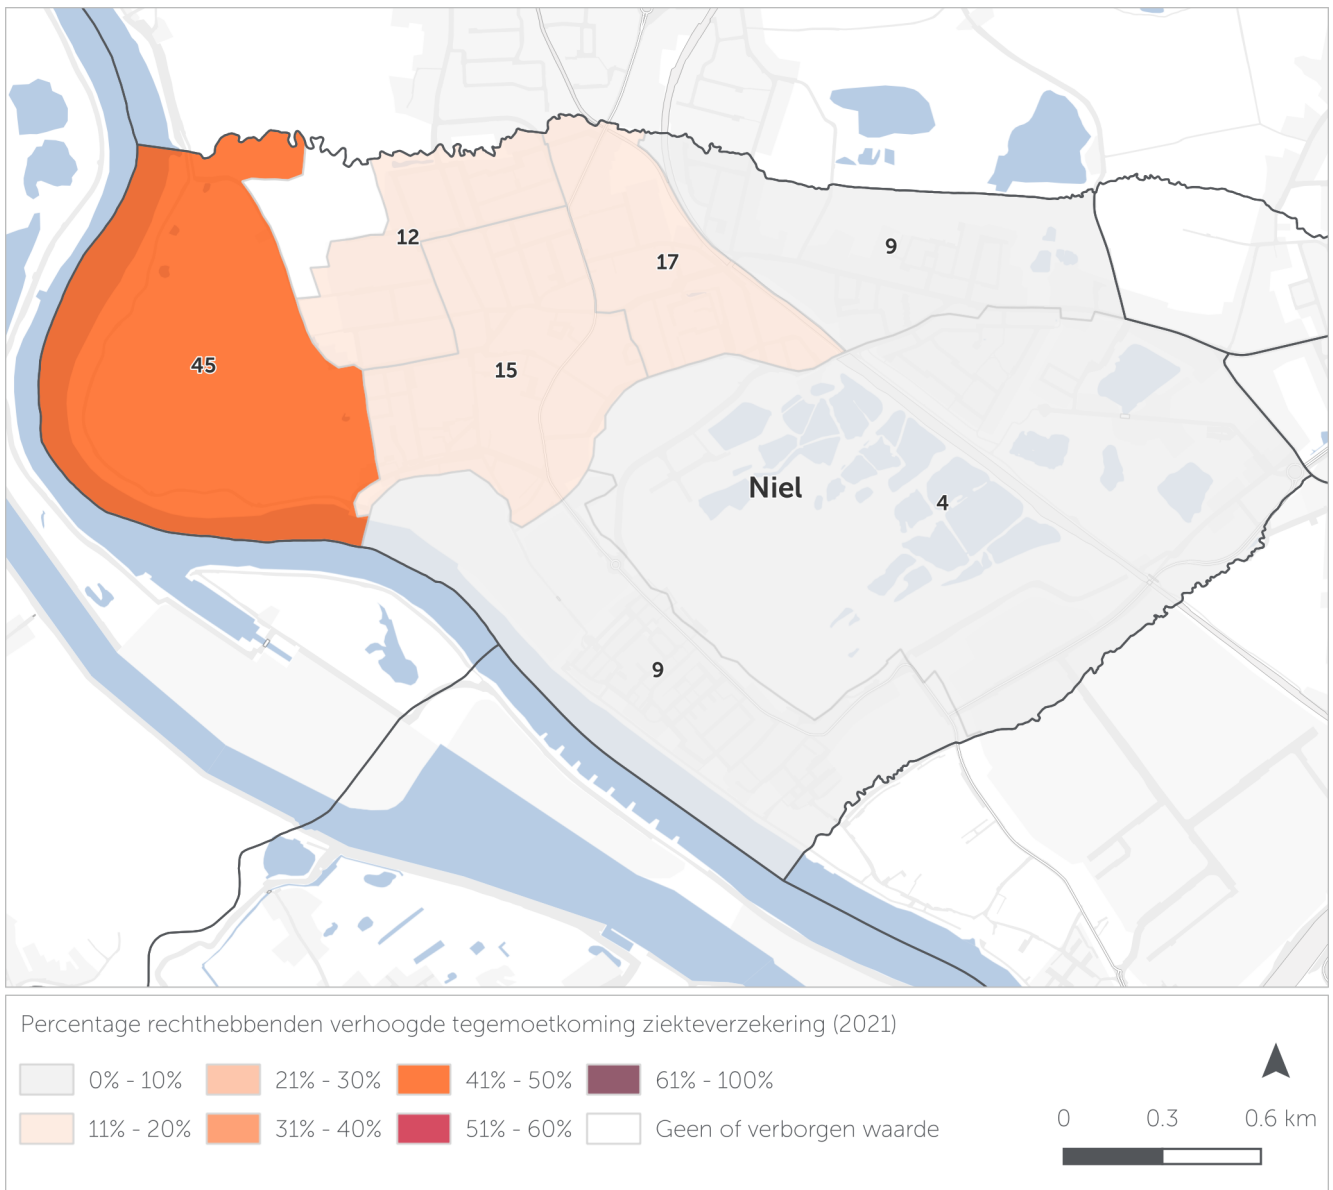 12
17
9
45
15
Niel
4
9
Percentage rechthebbenden verhoogde tegemoetkoming ziekteverzekering (2021)
0% - 10% 21% - 30% 41% - 50% 61% - 100%
11% - 20% 31% - 40% 51% - 60% Geen of verborgen waarde
0 0.3 0.6 km